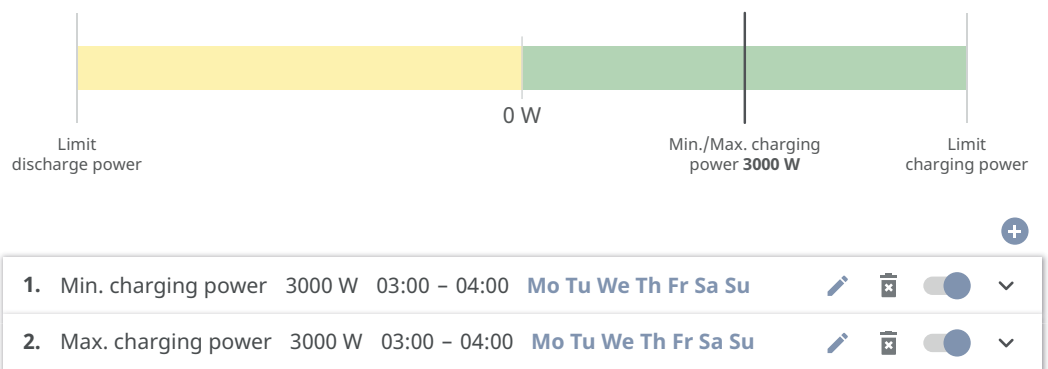 0 W
Limit
discharge power
Min./Max. charging
power 3000 W
Limit
charging power
1. Min. charging power 3000 W 03:00 – 04:00 Mo Tu We Th Fr Sa Su
2. Max. charging power 3000 W 03:00 – 04:00 Mo Tu We Th Fr Sa Su